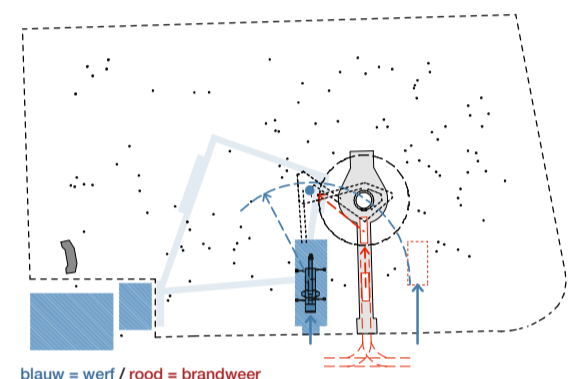 blauw = werf / rood = brandweer